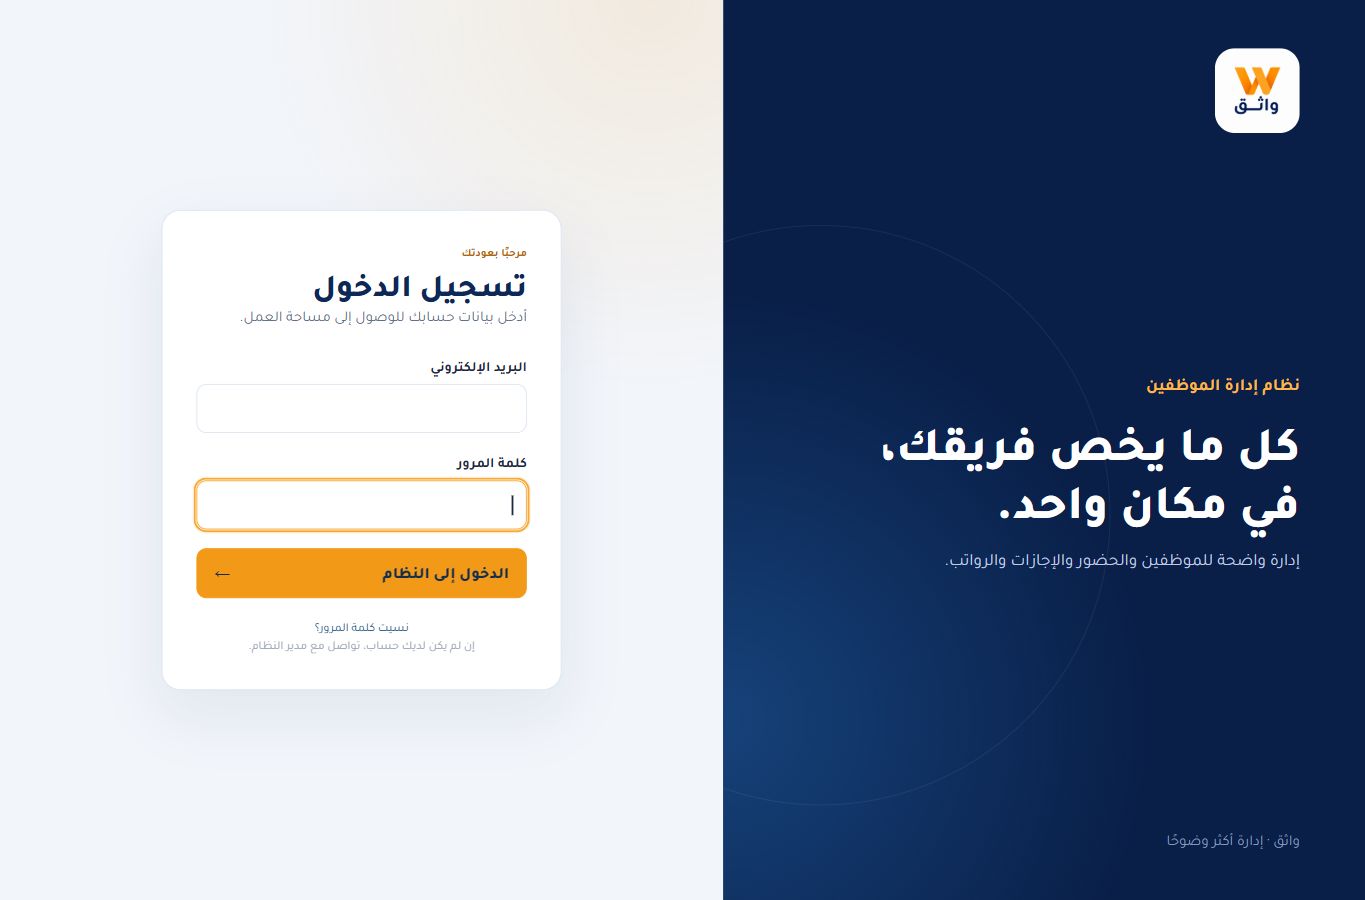 واثق
نظام إدارة الموظفين
كل ما يخص فريقك،
في مكان واحد.
إدارة واضحة للموظفين والحضور والإجازات والرواتب.
واثق · إدارة أكثر وضوحًا
مرحبًا بعودتك
تسجيل الدخول
أدخل بيانات حسابك للوصول إلى مساحة العمل.
البريد الإلكتروني
كلمة المرور
الدخول إلى النظام ←
نسيت كلمة المرور؟
إن لم يكن لديك حساب، تواصل مع مدير النظام.